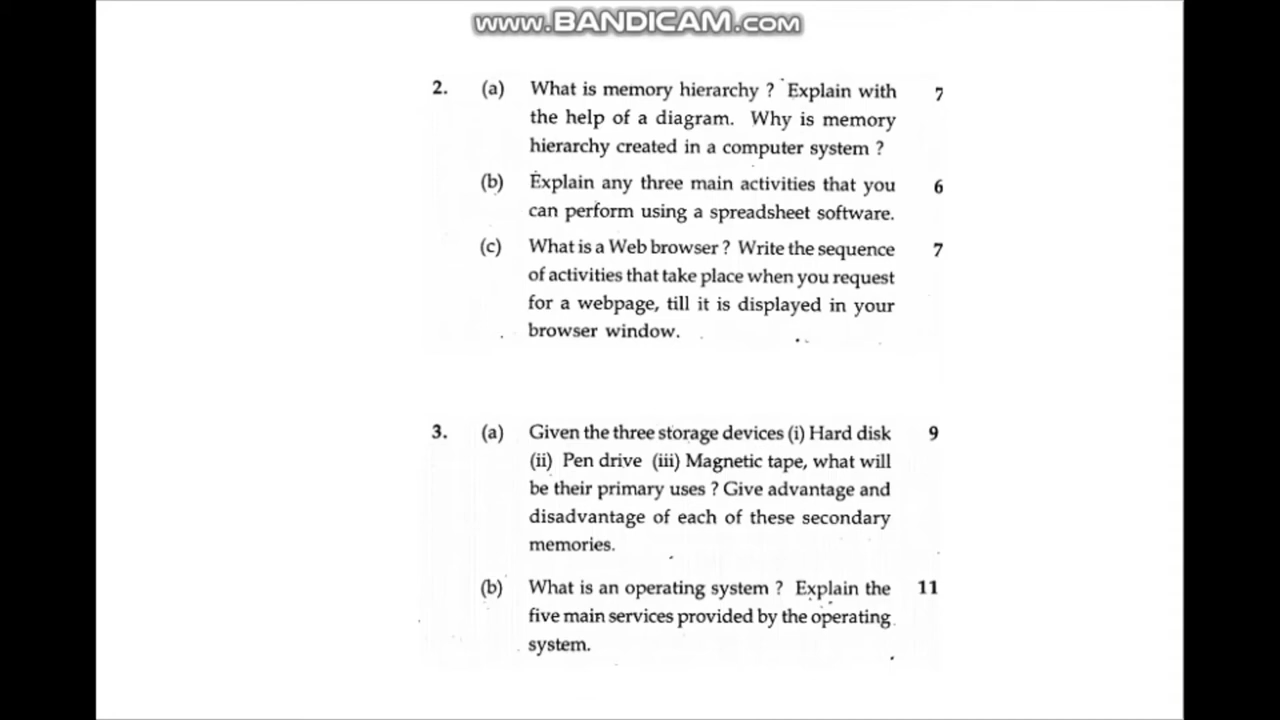 www.BANDICAM.com
2. (a) What is memory hierarchy ? Explain with 7
the help of a diagram. Why is memory
hierarchy created in a computer system ?
(b) Explain any three main activities that you 6
can perform using a spreadsheet software.
(c) What is a Web browser ? Write the sequence 7
of activities that take place when you request
for a webpage, till it is displayed in your
browser window.
3. (a) Given the three storage devices (i) Hard disk 9
(ii) Pen drive (iii) Magnetic tape, what will
be their primary uses ? Give advantage and
disadvantage of each of these secondary
memories.
(b) What is an operating system ? Explain the 11
five main services provided by the operating
system.